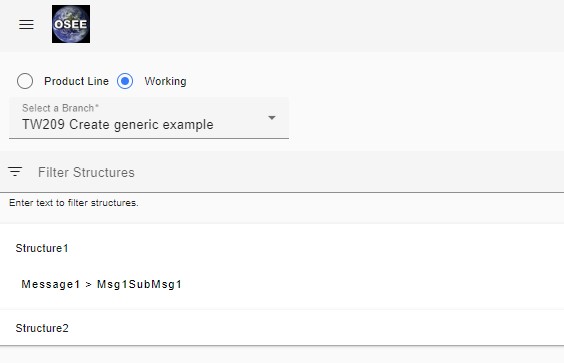 OSEE
Product Line Working
Select a Branch*
TW209 Create generic example
Filter Structures
Enter text to filter structures.
Structure1
Message1 > Msg1SubMsg1
Structure2